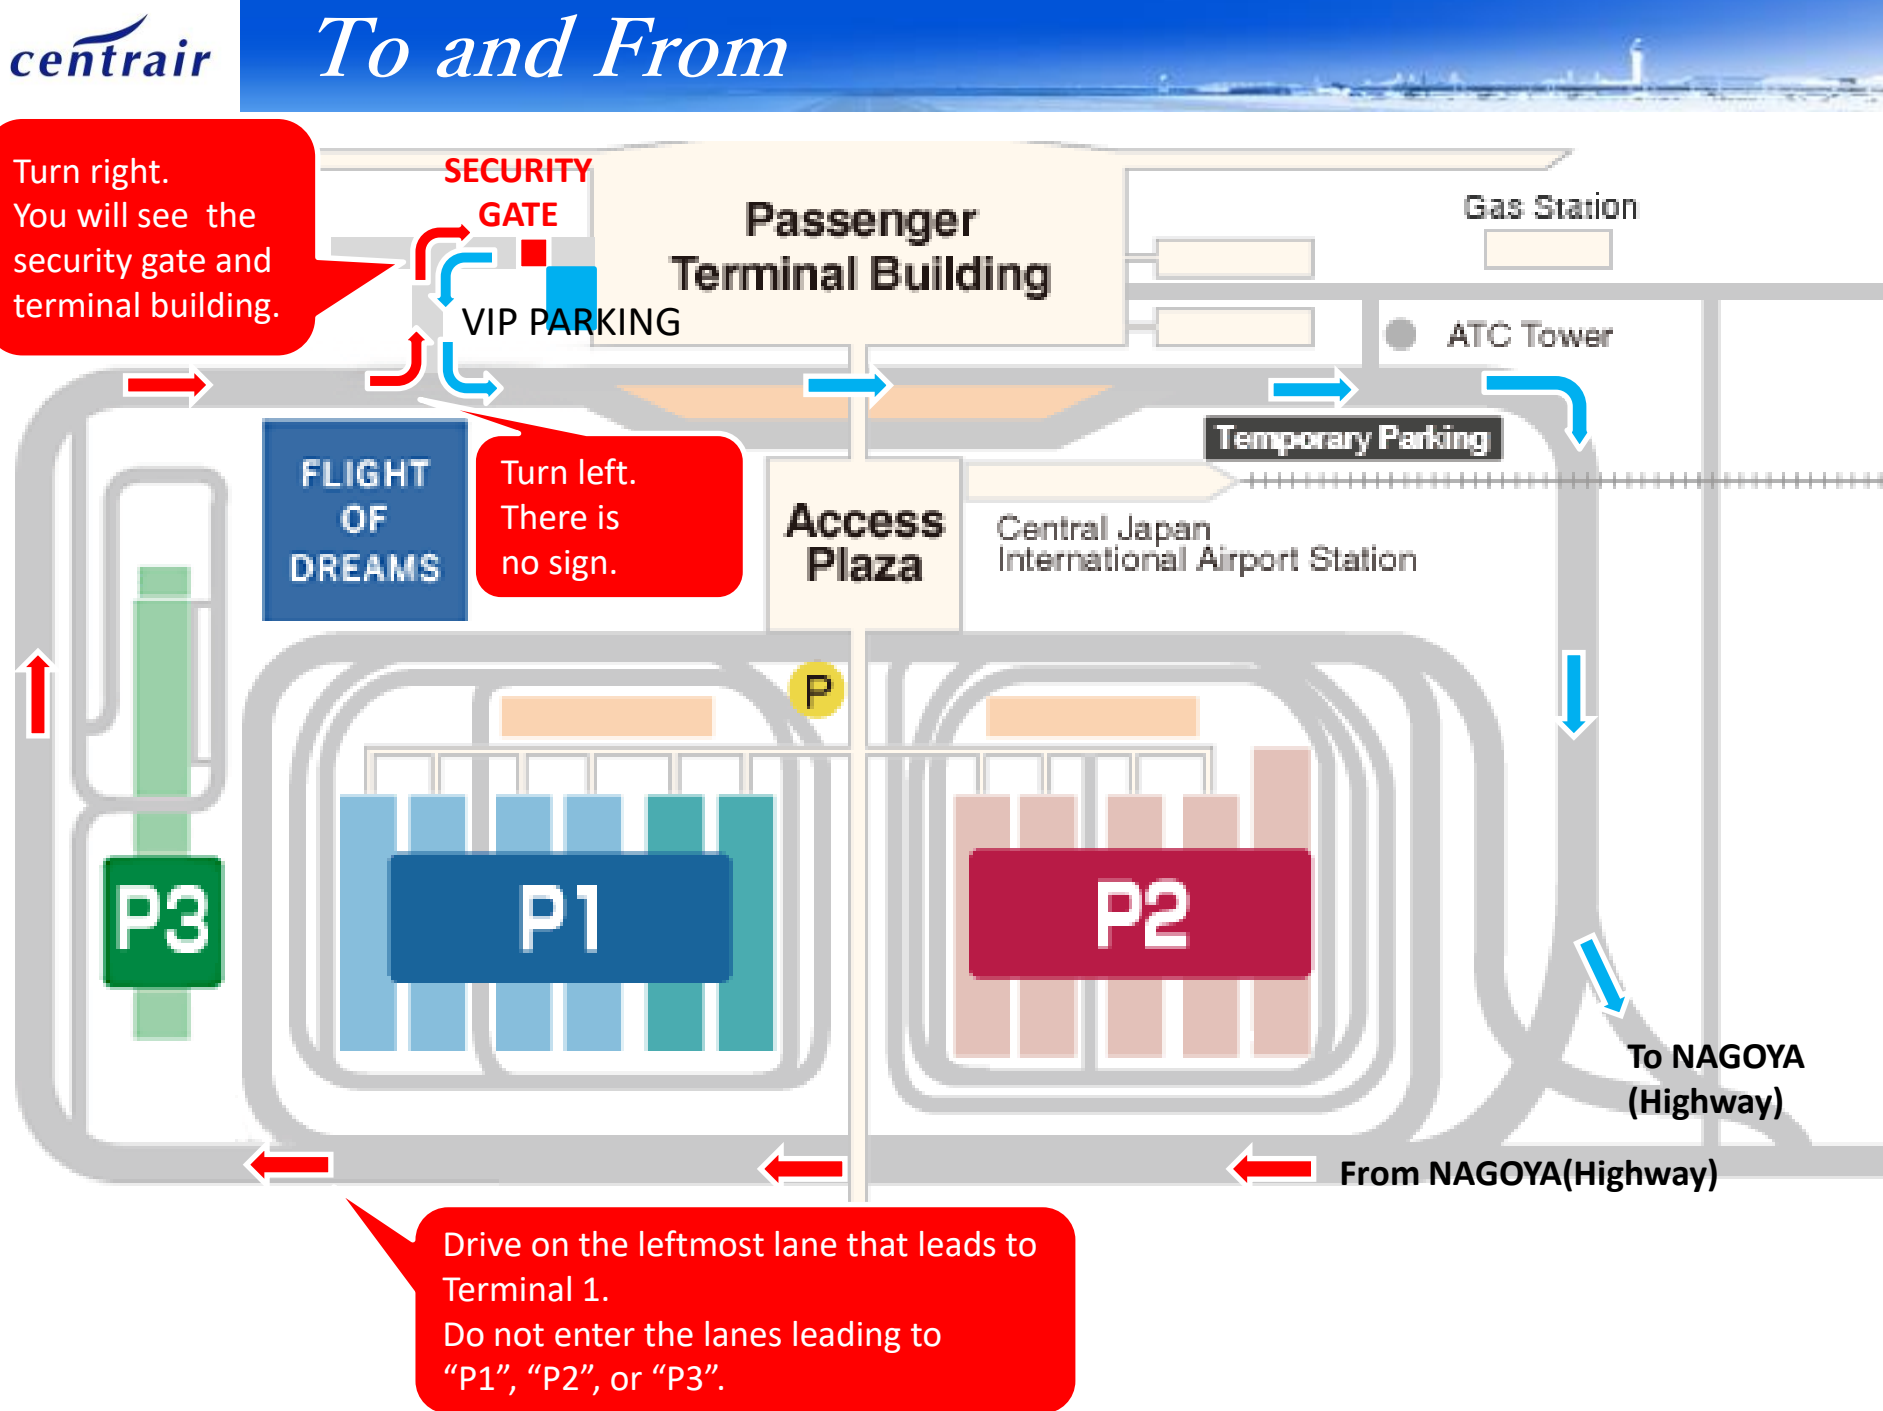 centrair
To and From
Turn right.
You will see the
security gate and
terminal building.
SECURITY
GATE
Passenger
Terminal Building
Gas Station
VIP PARKING
ATC Tower
Temporary Parking
FLIGHT
OF
DREAMS
Turn left.
There is
no sign.
Access
Plaza
Central Japan
International Airport Station
P
P3
P1
P2
To NAGOYA
(Highway)
From NAGOYA(Highway)
Drive on the leftmost lane that leads to
Terminal 1.
Do not enter the lanes leading to
“P1”, “P2”, or “P3”.